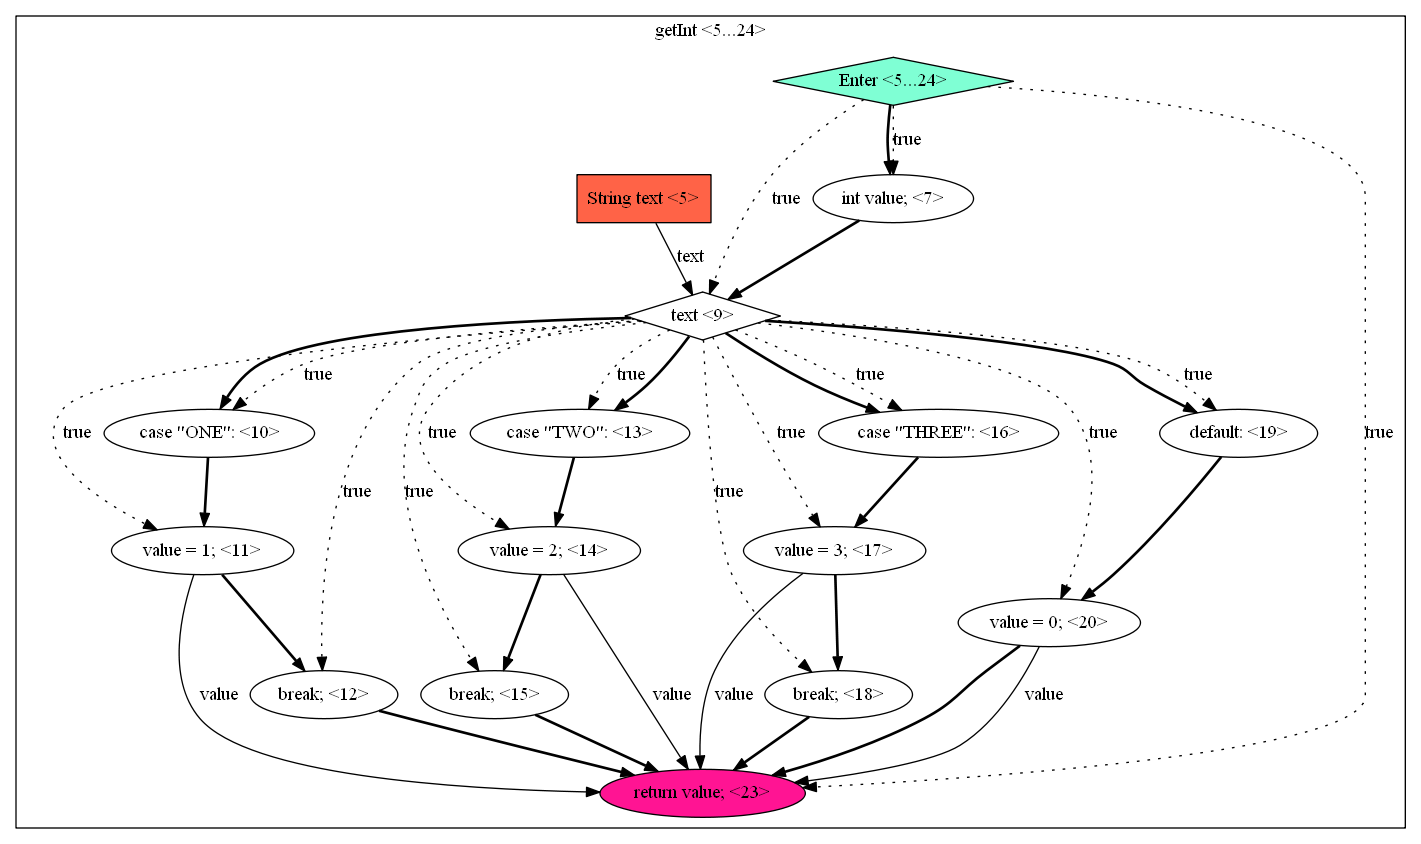 getInt <5...24>
Enter <5...24>
true
String text <5>
true
int value; <7>
text
text <9>
true
true
true
true
true
case "ONE": <10>
true
case "TWO": <13>
true
case "THREE": <16>
true
default: <19>
true
true
true
true
value = 1; <11>
value = 2; <14>
value = 3; <17>
value = 0; <20>
value
break; <12>
break; <15>
value
value
break; <18>
value
return value; <23>